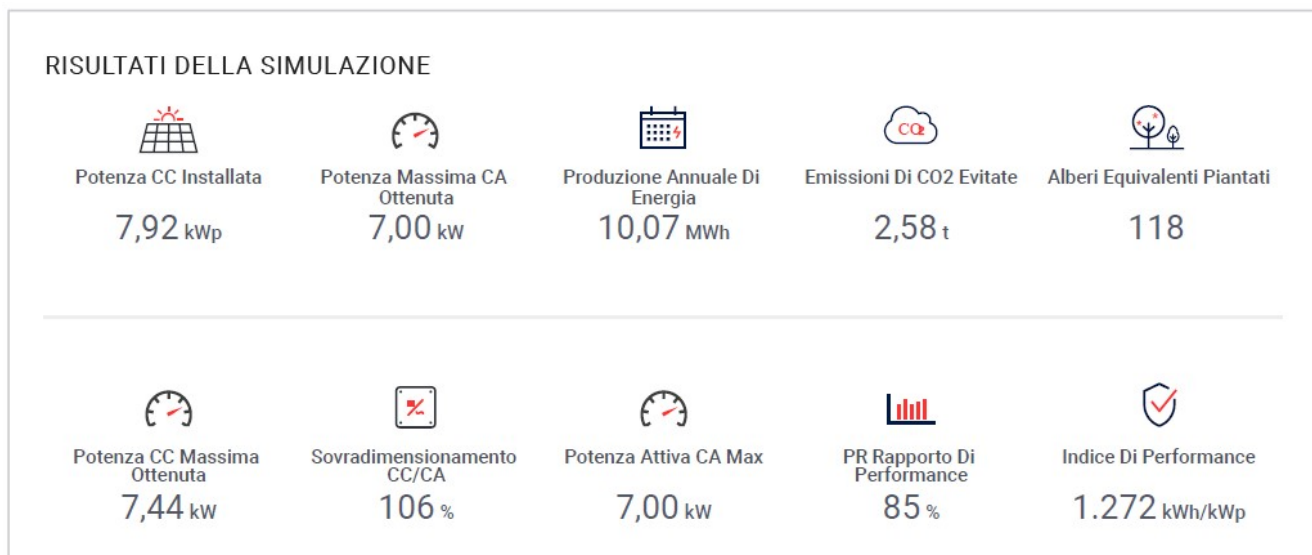 RISULTATI DELLA SIMULAZIONE
CO2
Potenza CC Installata
7,92 kWp
Potenza Massima CA
Ottenuta
7,00 kW
Produzione Annuale Di
Energia
10,07 MWh
Emissioni Di CO2 Evitate
2,58 t
Alberi Equivalenti Piantati
118
Potenza CC Massima
Ottenuta
7,44 kW
Sovradimensionamento
CC/CA
106 %
Potenza Attiva CA Max
7,00 kW
PR Rapporto Di
Performance
85 %
Indice Di Performance
1.272 kWh/kWp